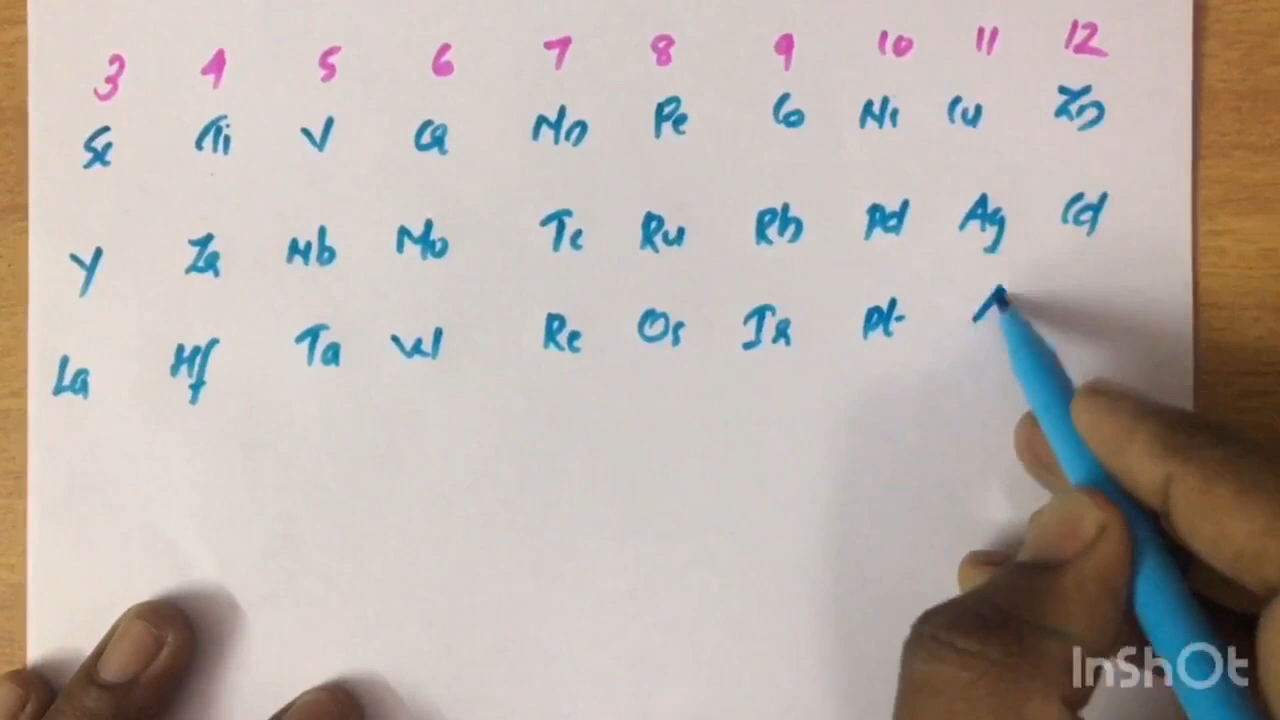 3 4 5 6 7 8 9 10 11 12
Sc Ti V Cr Mn Fe Co Ni Cu Zn
Y Zr Nb Mo Tc Ru Rh Pd Ag Cd
La Hf Ta W Re Os Ir Pt
InShOt